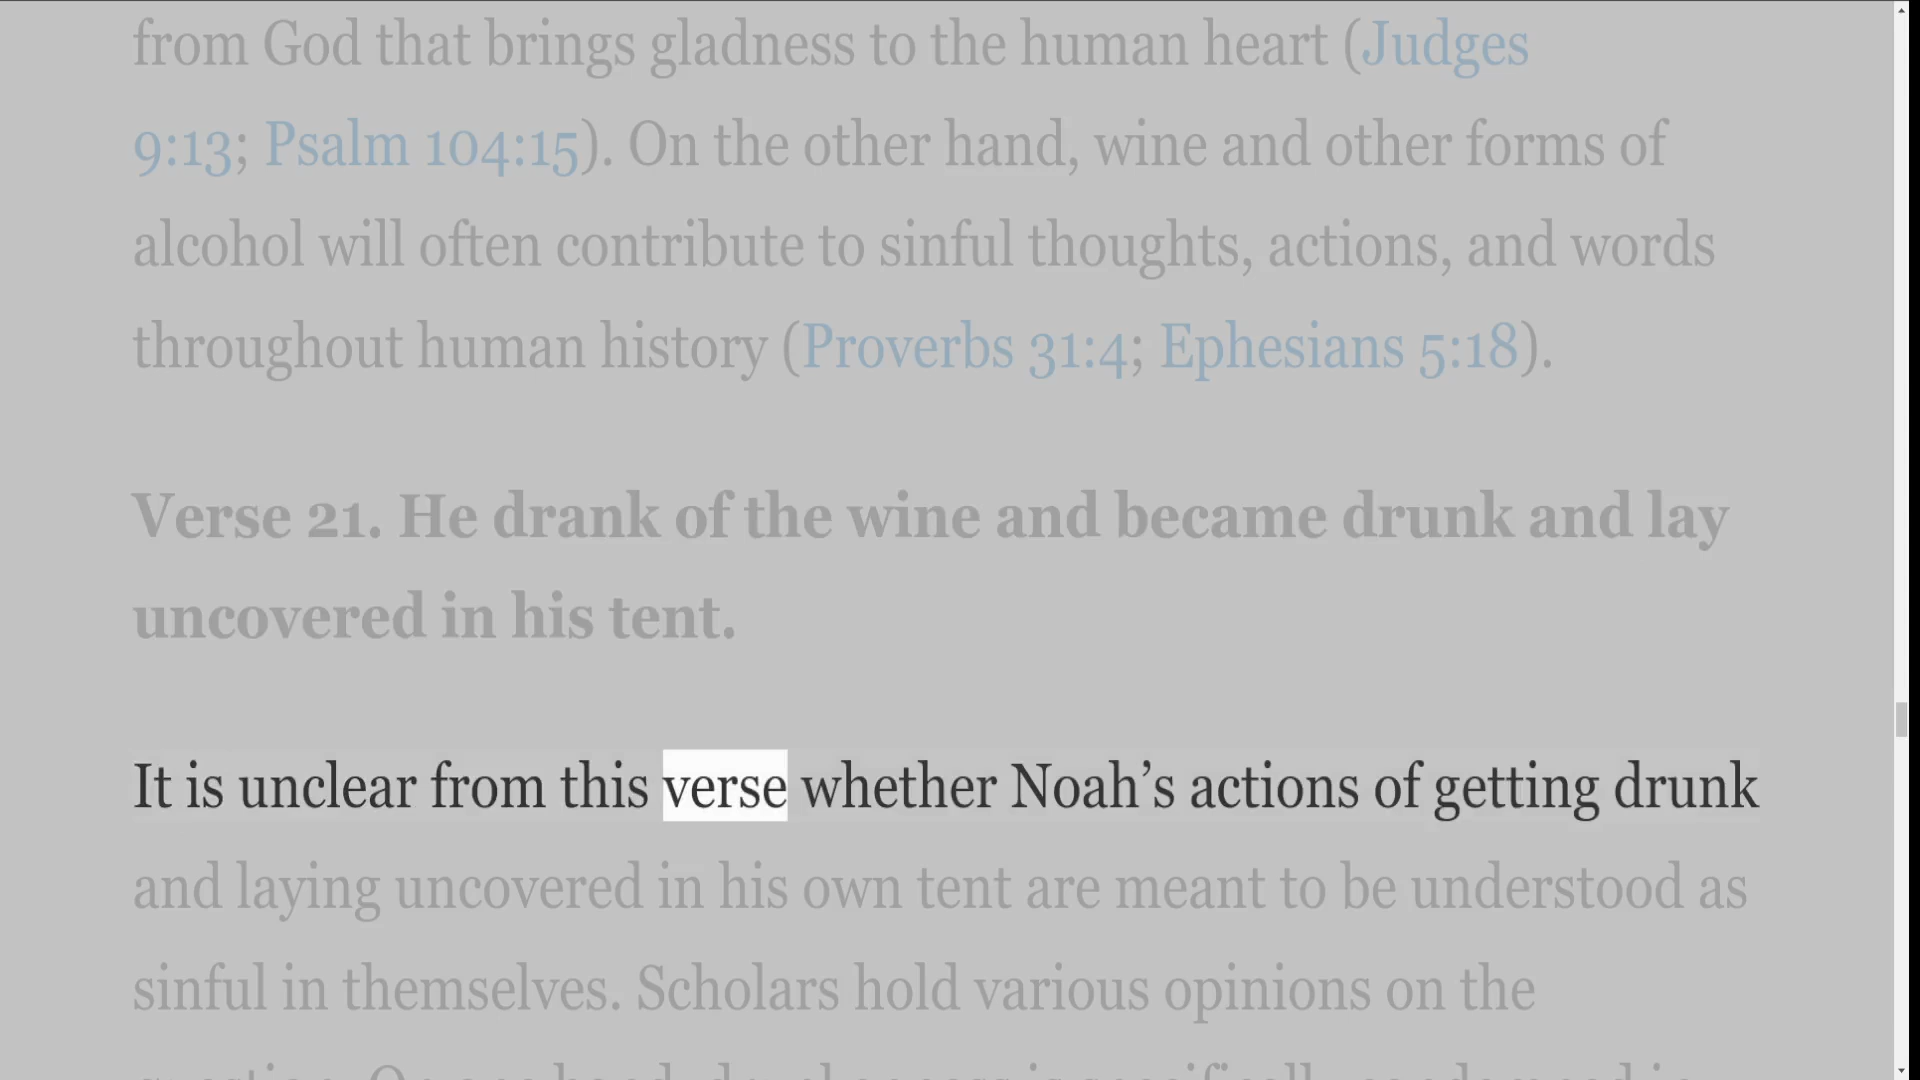 from God that brings gladness to the human heart (Judges
9:13; Psalm 104:15). On the other hand, wine and other forms of
alcohol will often contribute to sinful thoughts, actions, and words
throughout human history (Proverbs 31:4; Ephesians 5:18).
Verse 21. He drank of the wine and became drunk and lay
uncovered in his tent.
It is unclear from this verse whether Noah’s actions of getting drunk
and laying uncovered in his own tent are meant to be understood as
sinful in themselves. Scholars hold various opinions on the